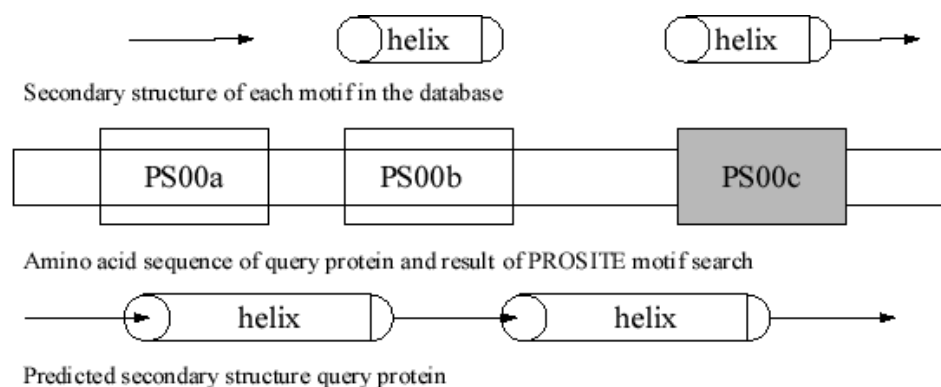 helix helix
Secondary structure of each motif in the database
PS00a PS00b PS00c
Amino acid sequence of query protein and result of PROSITE motif search
helix helix
Predicted secondary structure query protein